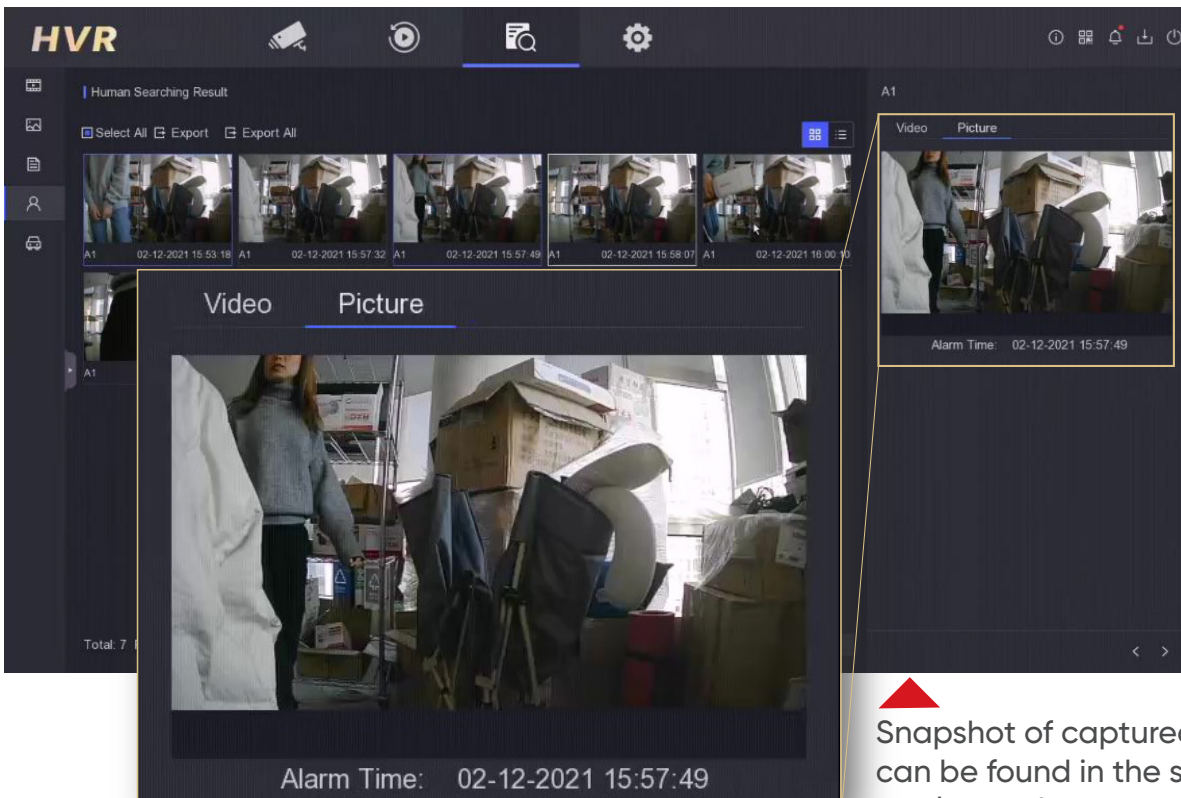 HVR
Human Searching Result
Select All Export Export All
A1 02-12-2021 15:53:18 A1 02-12-2021 15:57:32 A1 02-12-2021 15:57:49 A1 02-12-2021 15:58:07 A1 02-12-2021 16:00:10
A1
Total: 7
A1
Video Picture
Alarm Time: 02-12-2021 15:57:49
Video Picture
Alarm Time: 02-12-2021 15:57:49
Snapshot of captured
can be found in the s